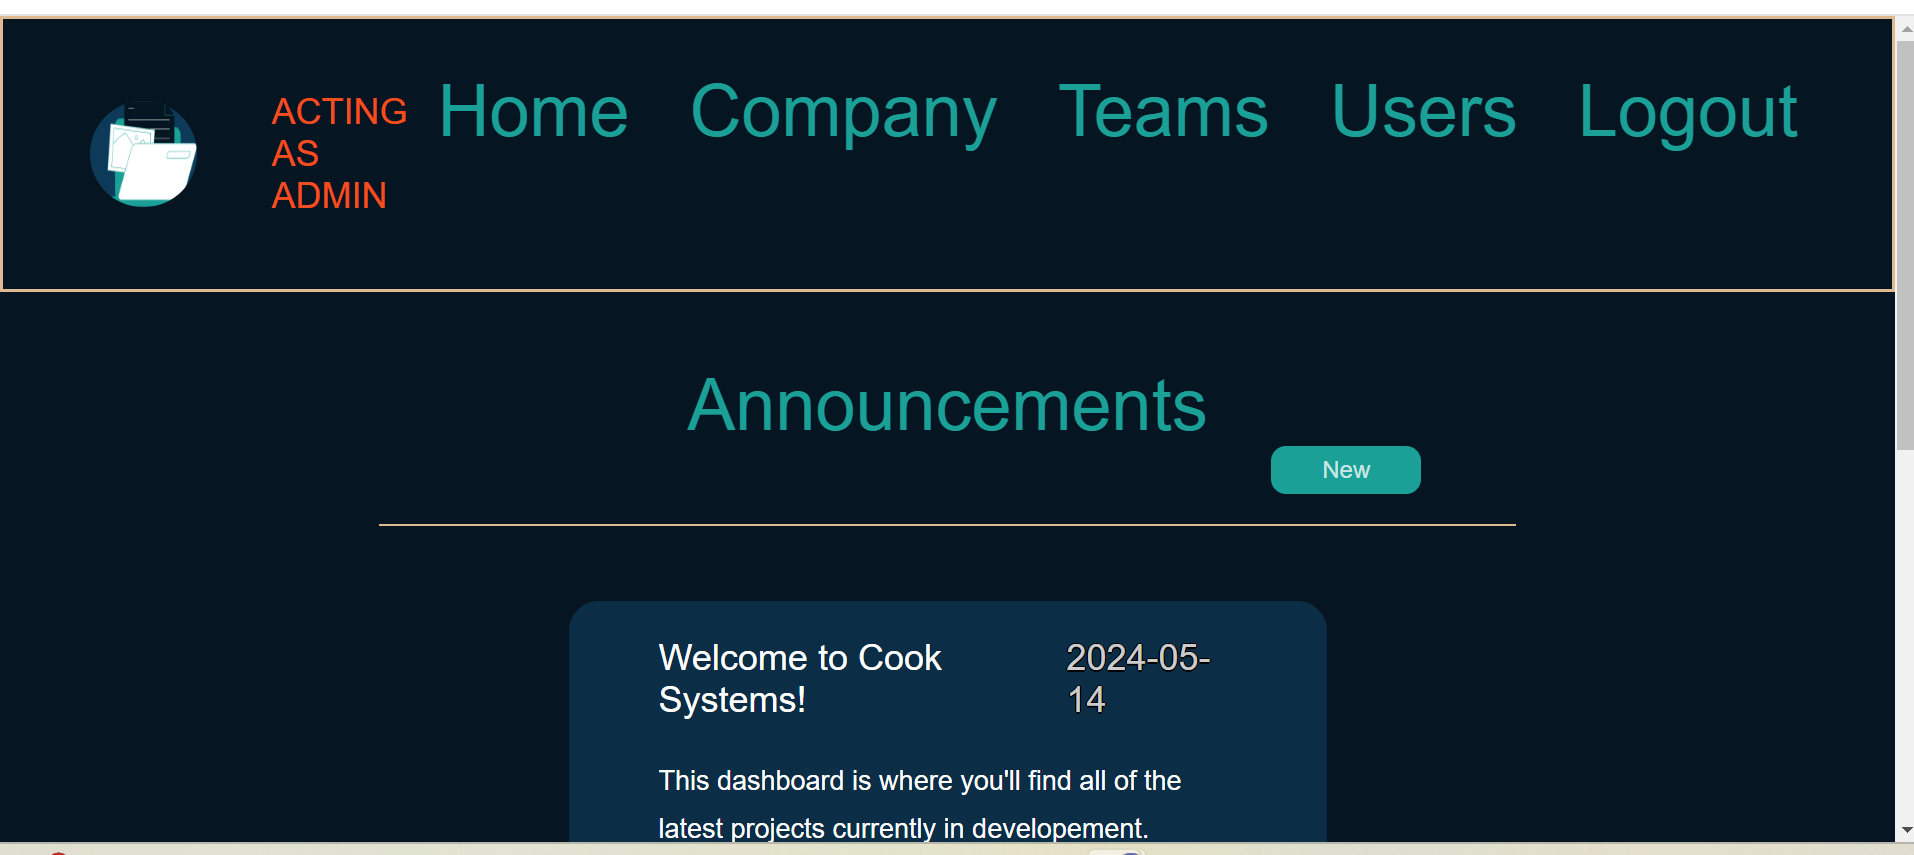 ACTING
AS
ADMIN
Home Company Teams Users Logout
Announcements
New
Welcome to Cook
Systems!
2024-05-
14
This dashboard is where you'll find all of the
latest projects currently in developement.